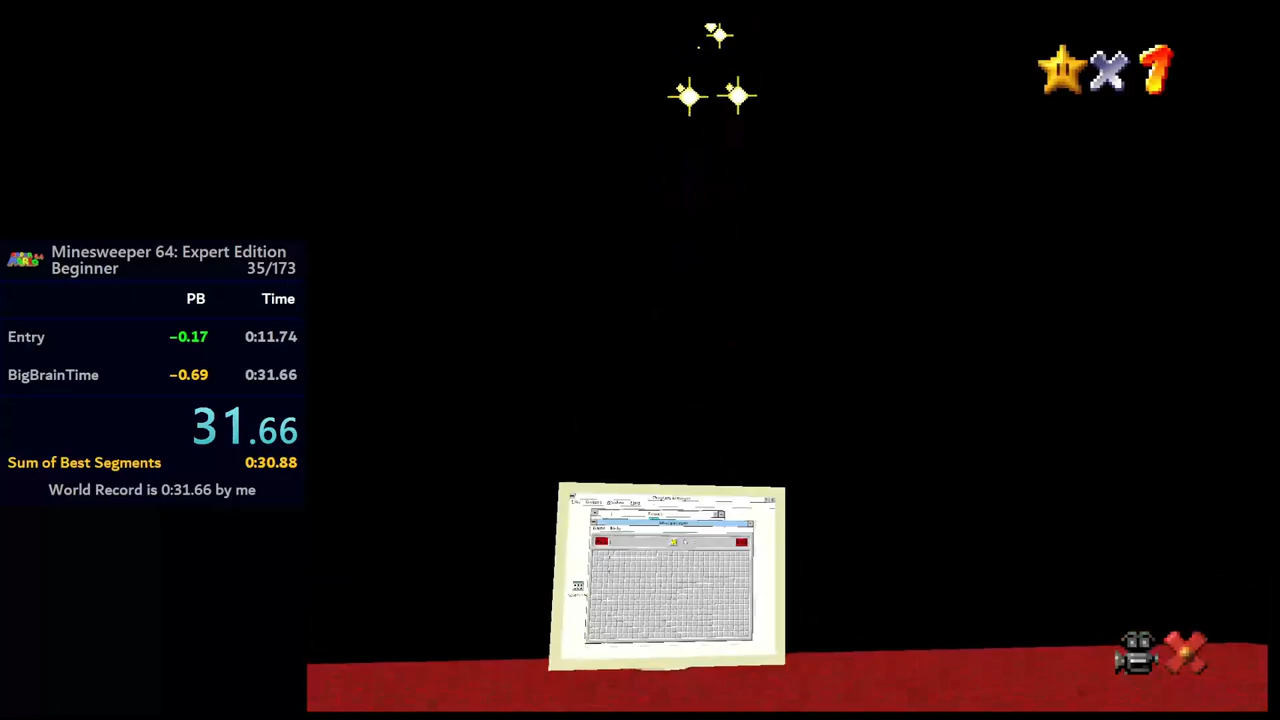 1
Minesweeper 64: Expert Edition
Beginner 35/173
PB Time
Entry -0.17 0:11.74
BigBrainTime -0.69 0:31.66
31.66
Sum of Best Segments 0:30.88
World Record is 0:31.66 by me